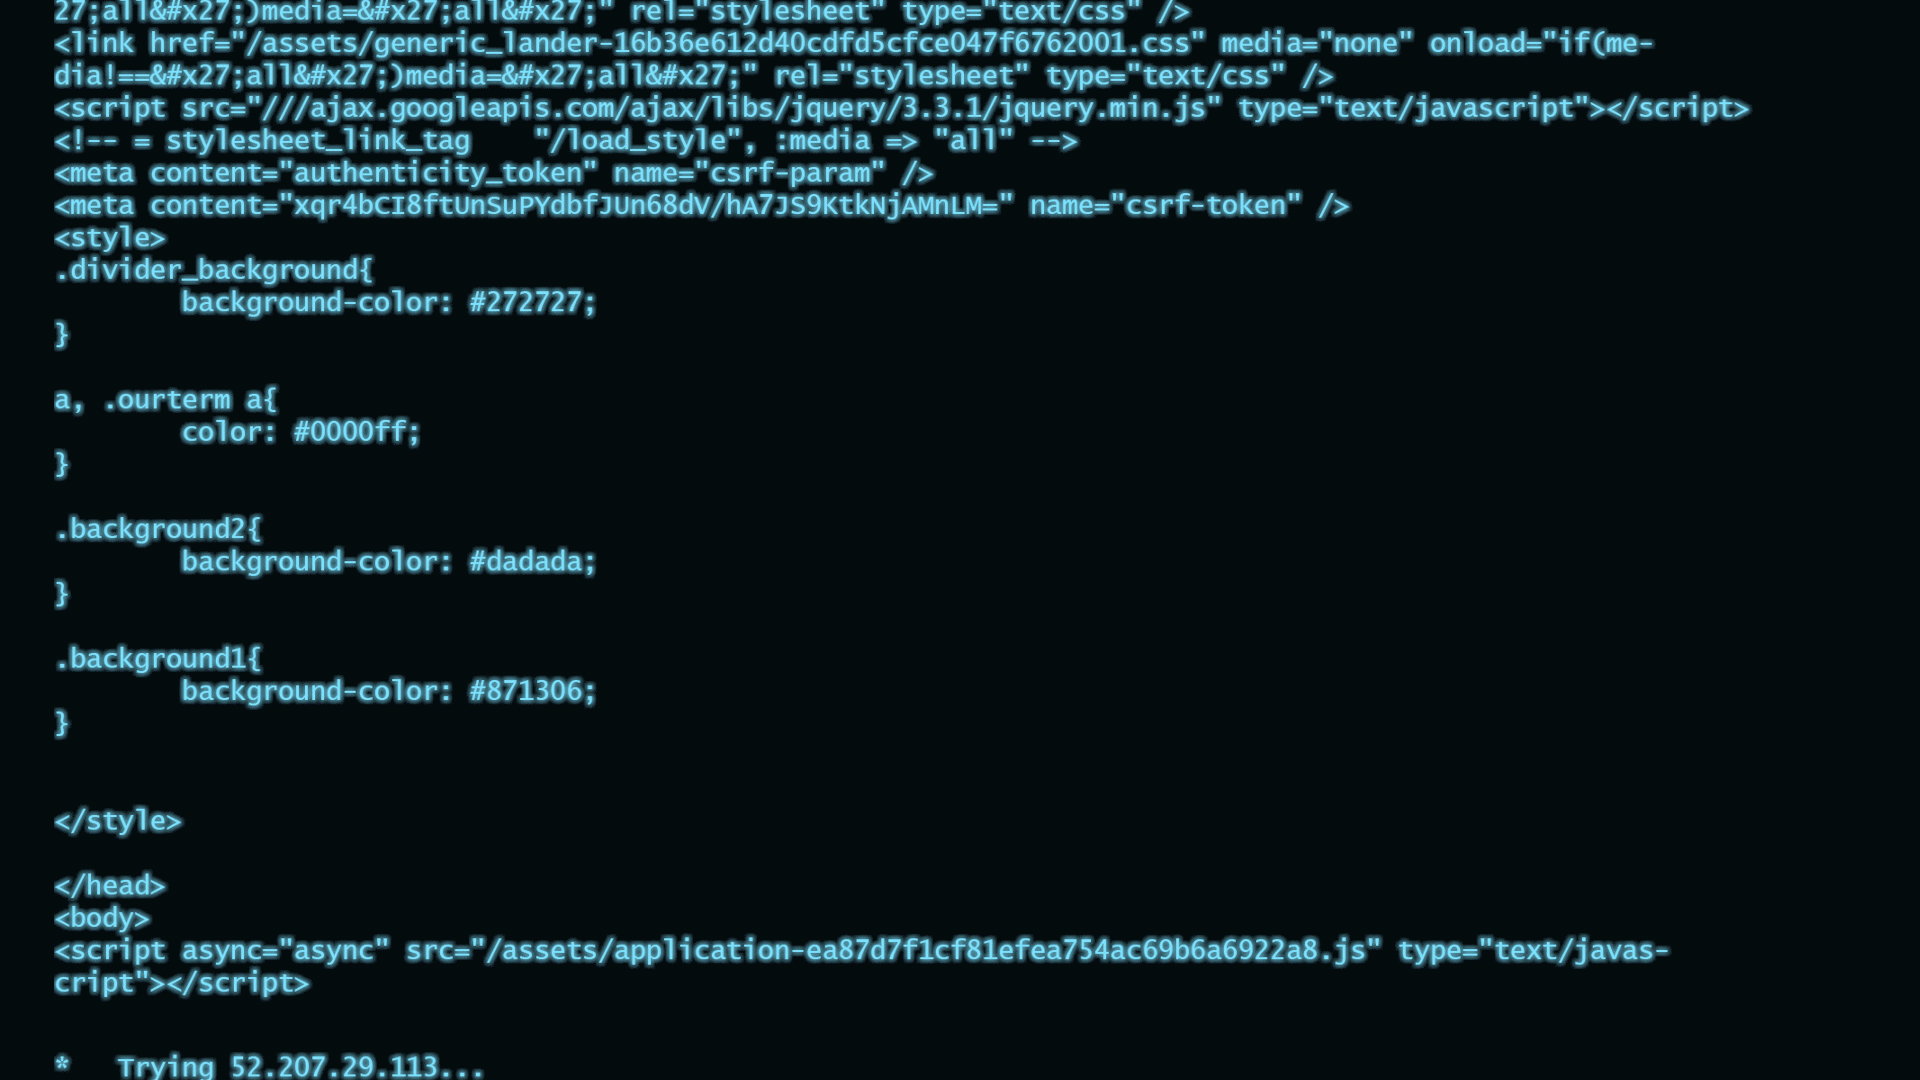 27;all&#x27;)media=&#x27;all&#x27;" rel="stylesheet" type="text/css" />
<link href="/assets/generic_lander-16b36e612d40cdfd5cfce047f6762001.css" media="none" onload="if(me-
dia!==&#x27;all&#x27;)media=&#x27;all&#x27;" rel="stylesheet" type="text/css" />
<script src="///ajax.googleapis.com/ajax/libs/jquery/3.3.1/jquery.min.js" type="text/javascript"></script>
<!-- = stylesheet_link_tag    "/load_style", :media => "all" -->
<meta content="authenticity_token" name="csrf-param" />
<meta content="xqr4bCI8ftUnSuPYdbfJUn68dV/hA7JS9KtkNjAMnLM=" name="csrf-token" />
<style>
.divider_background{
        background-color: #272727;
}
a, .ourterm a{
        color: #0000ff;
}
.background2{
        background-color: #dadada;
}
.background1{
        background-color: #871306;
}
</style>
</head>
<body>
<script async="async" src="/assets/application-ea87d7f1cf81efea754ac69b6a6922a8.js" type="text/javas-
cript"></script>
*   Trying 52.207.29.113...